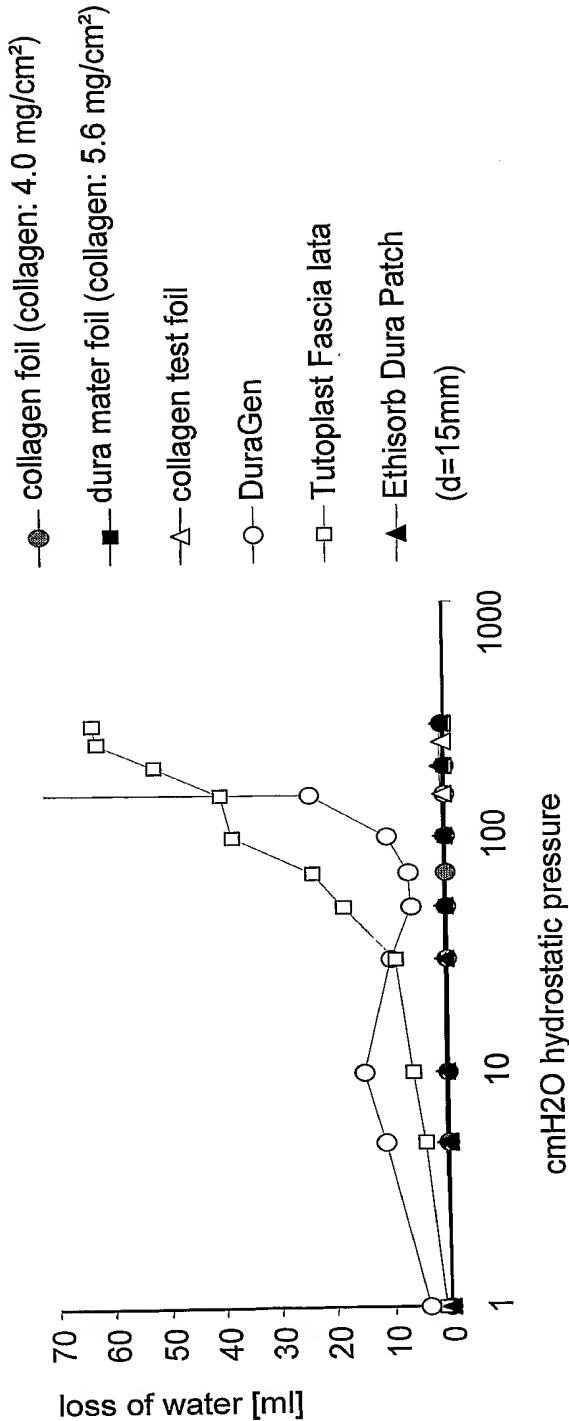 loss of water [ml]
70
60
50
40
30
20
10
0
1
10
100
1000
cmH2O hydrostatic pressure
collagen foil (collagen: 4.0 mg/cm²)
dura mater foil (collagen: 5.6 mg/cm²)
collagen test foil
DuraGen
Tutoplast Fascia lata
Ethisorb Dura Patch
(d=15mm)